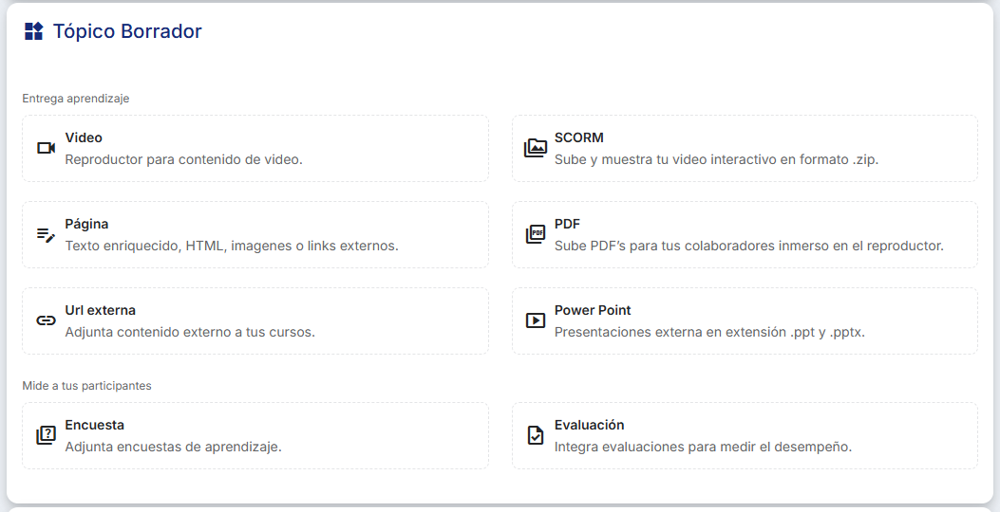 Tópico Borrador
Entrega aprendizaje
Video
Reproductor para contenido de video.
SCORM
Sube y muestra tu video interactivo en formato .zip.
Página
Texto enriquecido, HTML, imagenes o links externos.
PDF
PDF
Sube PDF’s para tus colaboradores inmerso en el reproductor.
Url externa
Adjunta contenido externo a tus cursos.
Power Point
Presentaciones externa en extensión .ppt y .pptx.
Mide a tus participantes
?
Encuesta
Adjunta encuestas de aprendizaje.
Evaluación
Integra evaluaciones para medir el desempeño.